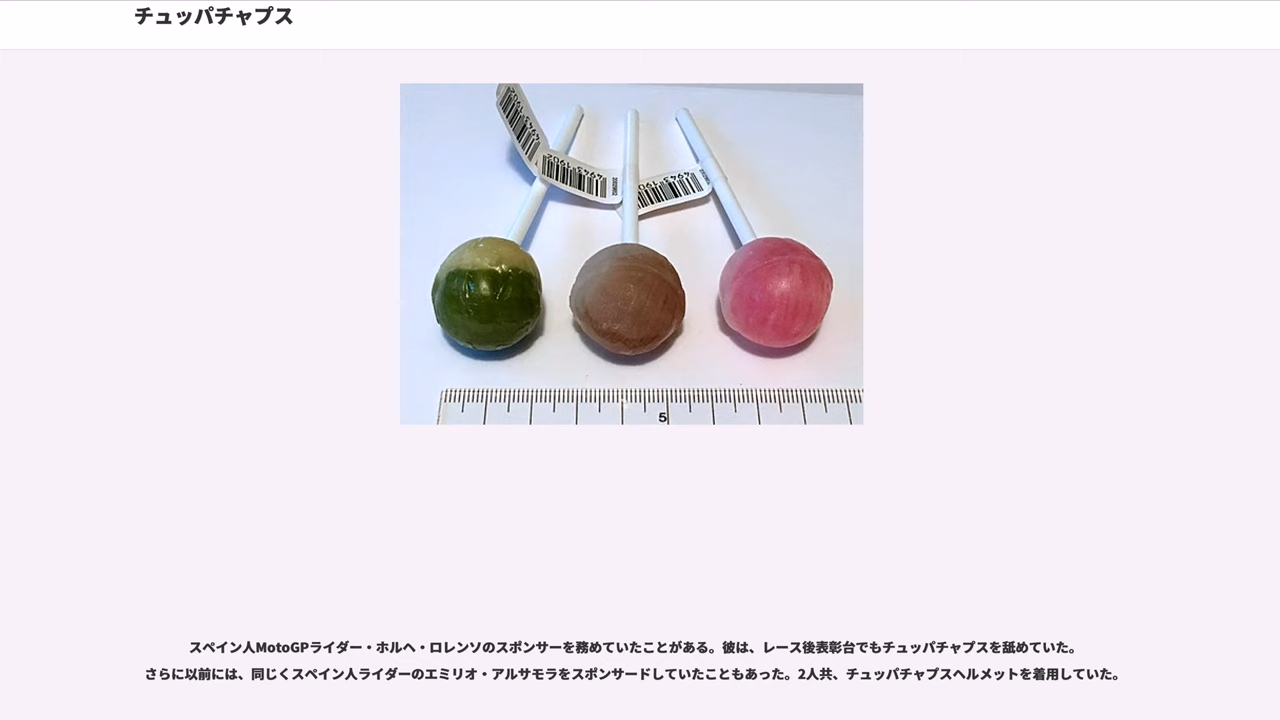 チュッパチャプス
5
スペイン人MotoGPライダー・ホルヘ・ロレンソのスポンサーを務めていたことがある。彼は、レース後表彰台でもチュッパチャプスを舐めていた。
さらに以前には、同じくスペイン人ライダーのエミリオ・アルサモラをスポンサードしていたこともあった。2人共、チュッパチャプスヘルメットを着用していた。